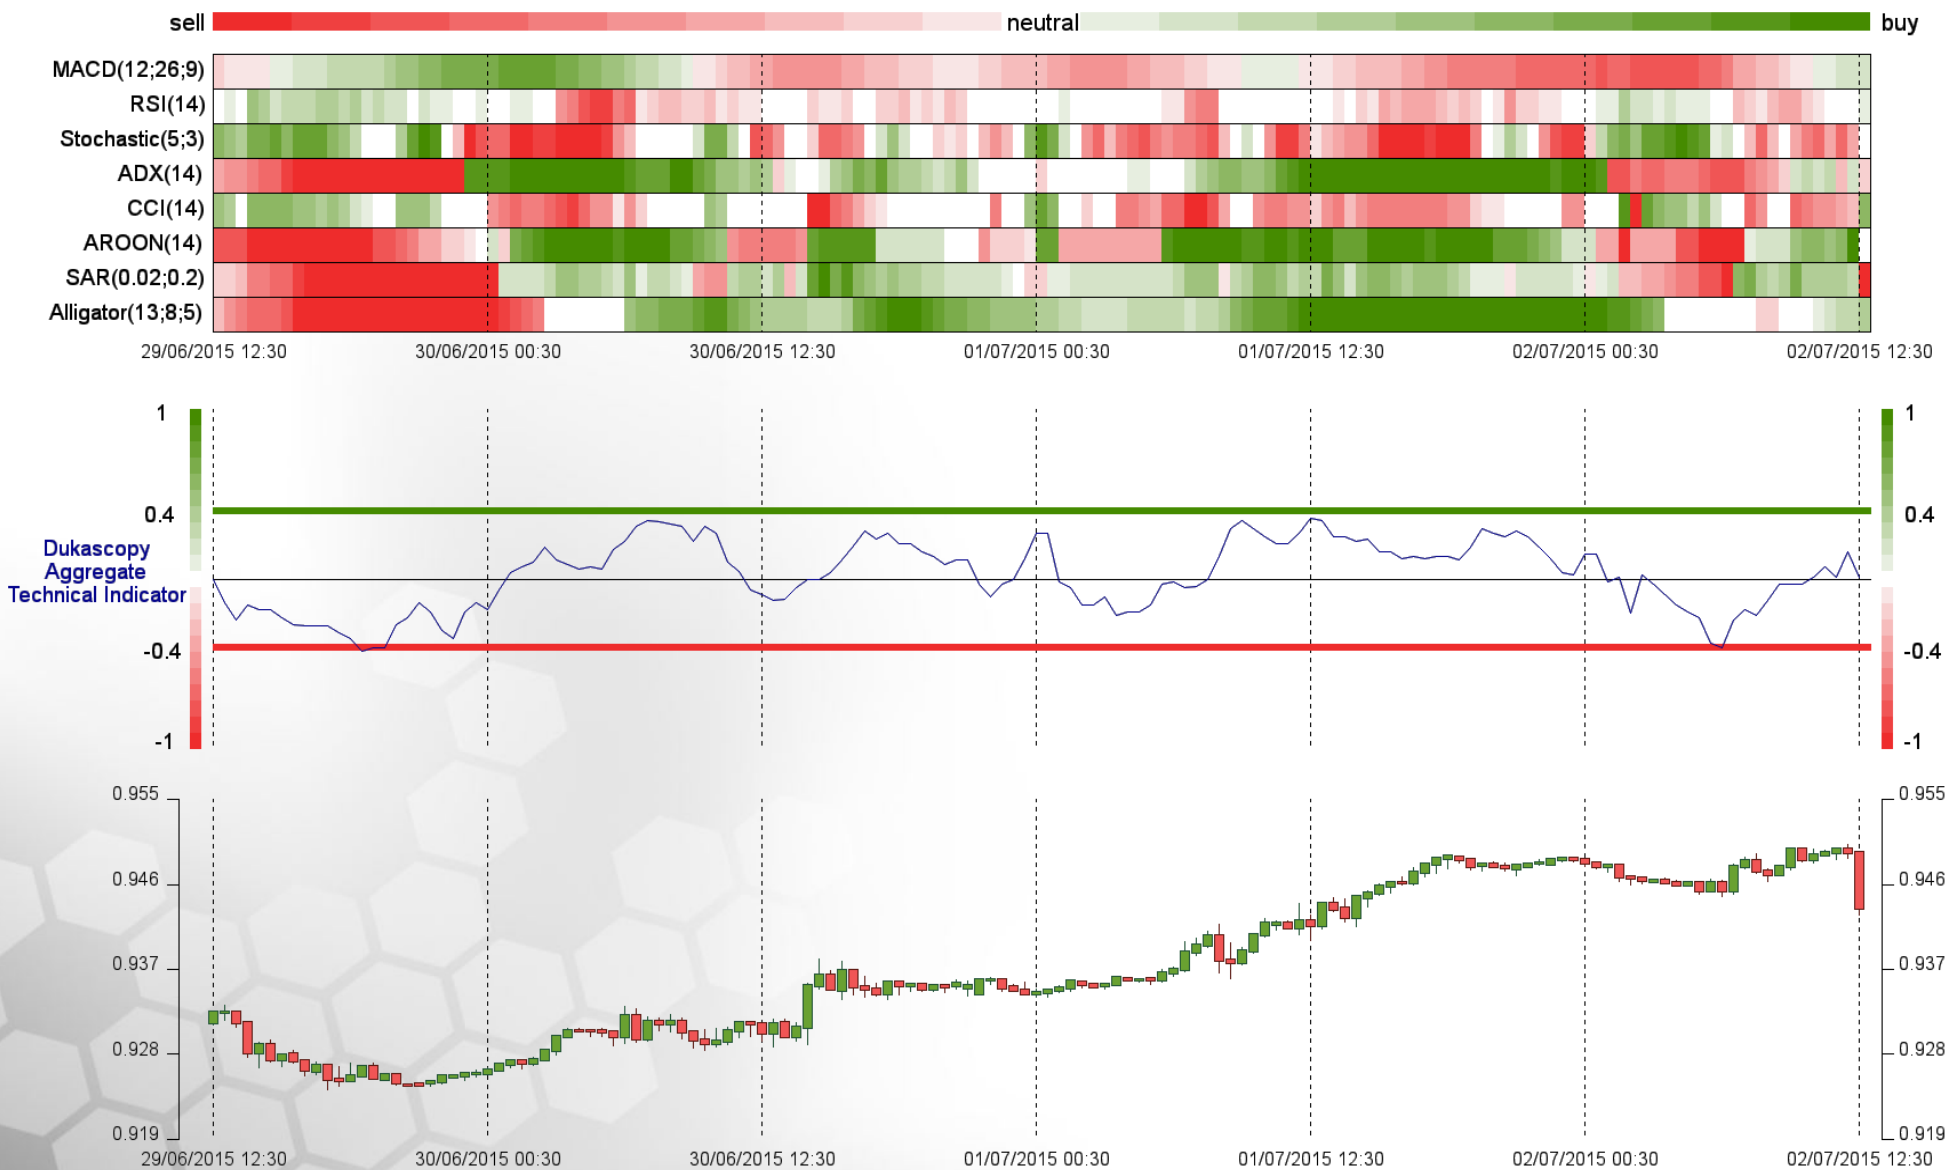 sell neutral buy
MACD(12;26;9)
RSI(14)
Stochastic(5;3)
ADX(14)
CCI(14)
AROON(14)
SAR(0.02;0.2)
Alligator(13;8;5)
29/06/2015 12:30 30/06/2015 00:30 30/06/2015 12:30 01/07/2015 00:30 01/07/2015 12:30 02/07/2015 00:30 02/07/2015 12:30
1 1
0.4 0.4
Dukascopy
Aggregate
Technical Indicator
-0.4 -0.4
-1 -1
0.955 0.955
0.946 0.946
0.937 0.937
0.928 0.928
0.919 0.919
29/06/2015 12:30 30/06/2015 00:30 30/06/2015 12:30 01/07/2015 00:30 01/07/2015 12:30 02/07/2015 00:30 02/07/2015 12:30